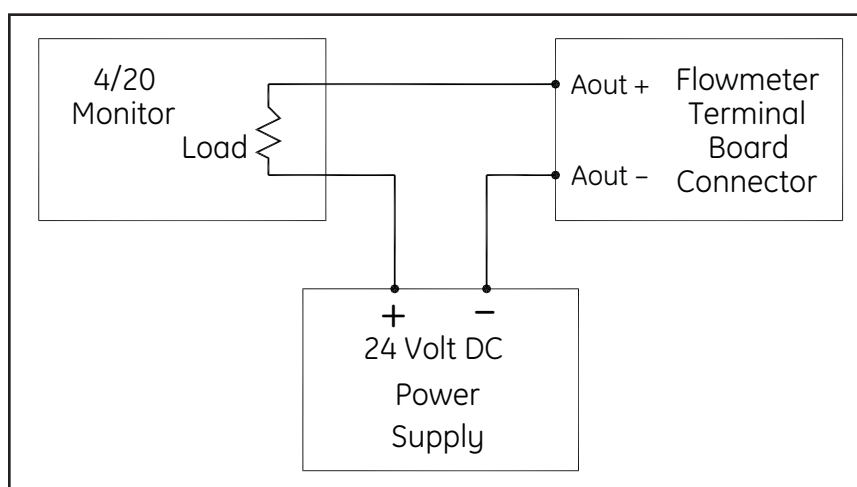 4/20
Monitor
Load
Aout +
Aout –
Flowmeter
Terminal
Board
Connector
+ –
24 Volt DC
Power
Supply